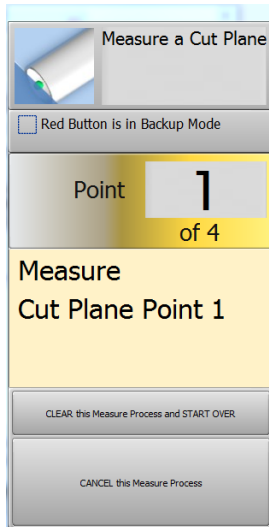 Measure a Cut Plane
Red Button is in Backup Mode
Point 1
of 4
Measure
Cut Plane Point 1
CLEAR this Measure Process and START OVER
CANCEL this Measure Process